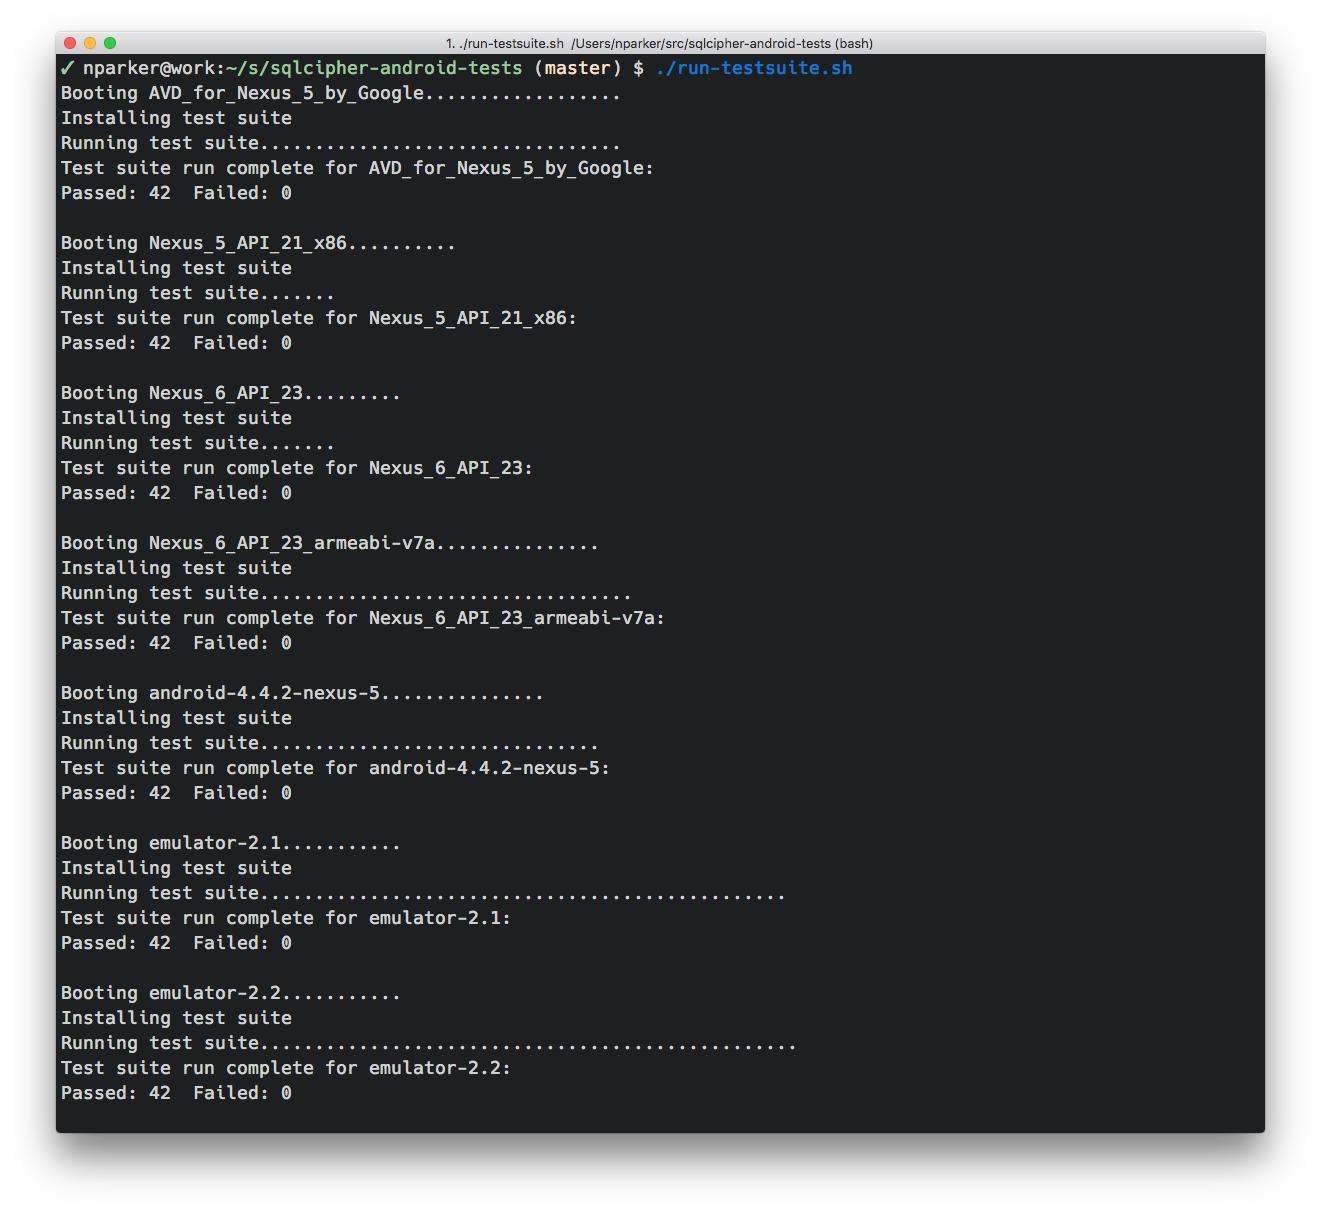 1. ./run-testsuite.sh /Users/nparker/src/sqlcipher-android-tests (bash)
✓ nparker@work:~/s/sqlcipher-android-tests (master) $ ./run-testsuite.sh
Booting AVD_for_Nexus_5_by_Google..................
Installing test suite
Running test suite....................................
Test suite run complete for AVD_for_Nexus_5_by_Google:
Passed: 42  Failed: 0
Booting Nexus_5_API_21_x86..........
Installing test suite
Running test suite.......
Test suite run complete for Nexus_5_API_21_x86:
Passed: 42  Failed: 0
Booting Nexus_6_API_23.........
Installing test suite
Running test suite.......
Test suite run complete for Nexus_6_API_23:
Passed: 42  Failed: 0
Booting Nexus_6_API_23_armeabi-v7a...............
Installing test suite
Running test suite..................................
Test suite run complete for Nexus_6_API_23_armeabi-v7a:
Passed: 42  Failed: 0
Booting android-4.4.2-nexus-5...............
Installing test suite
Running test suite...............................
Test suite run complete for android-4.4.2-nexus-5:
Passed: 42  Failed: 0
Booting emulator-2.1...........
Installing test suite
Running test suite................................................
Test suite run complete for emulator-2.1:
Passed: 42  Failed: 0
Booting emulator-2.2...........
Installing test suite
Running test suite.................................................
Test suite run complete for emulator-2.2:
Passed: 42  Failed: 0